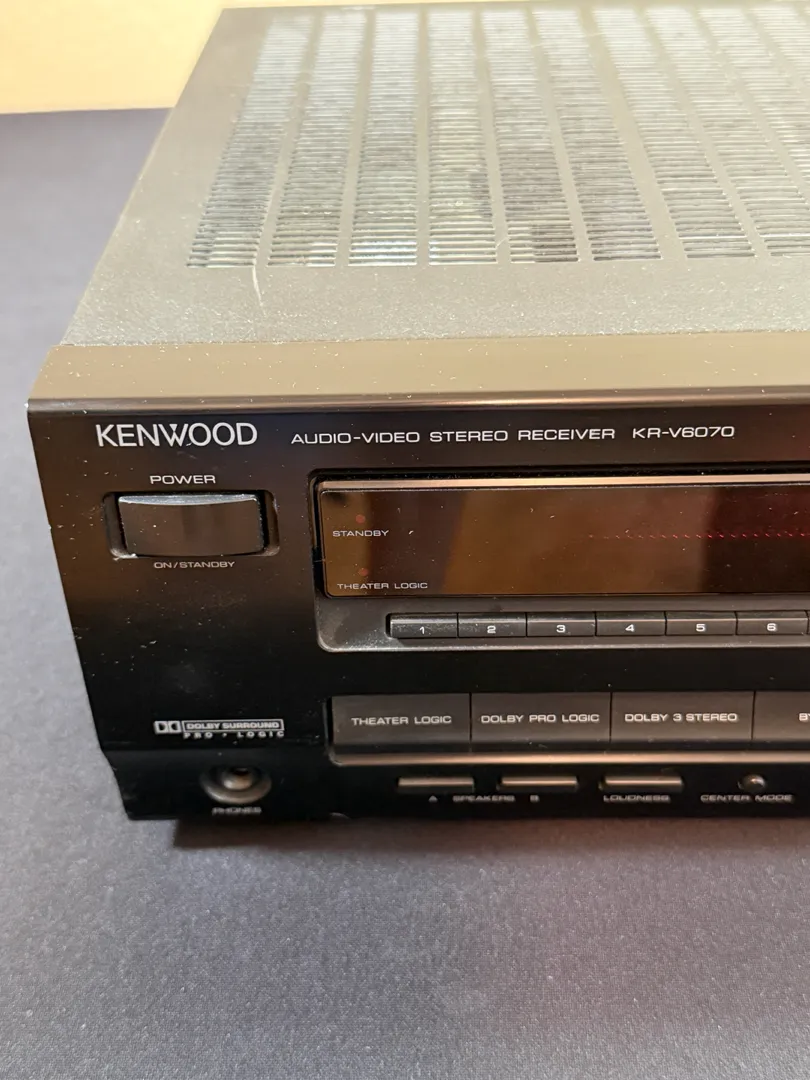 KENWOOD AUDIO-VIDEO STEREO RECEIVER KR-V6070
POWER
ON/STANDBY
STANDBY
THEATER LOGIC
1 2 3 4 5 6
THEATER LOGIC DOLBY PRO LOGIC DOLBY 3 STEREO
DOLBY SURROUND
PRO • LOGIC
PHONES
A SPEAKERS B LOUDNESS CENTER MODE